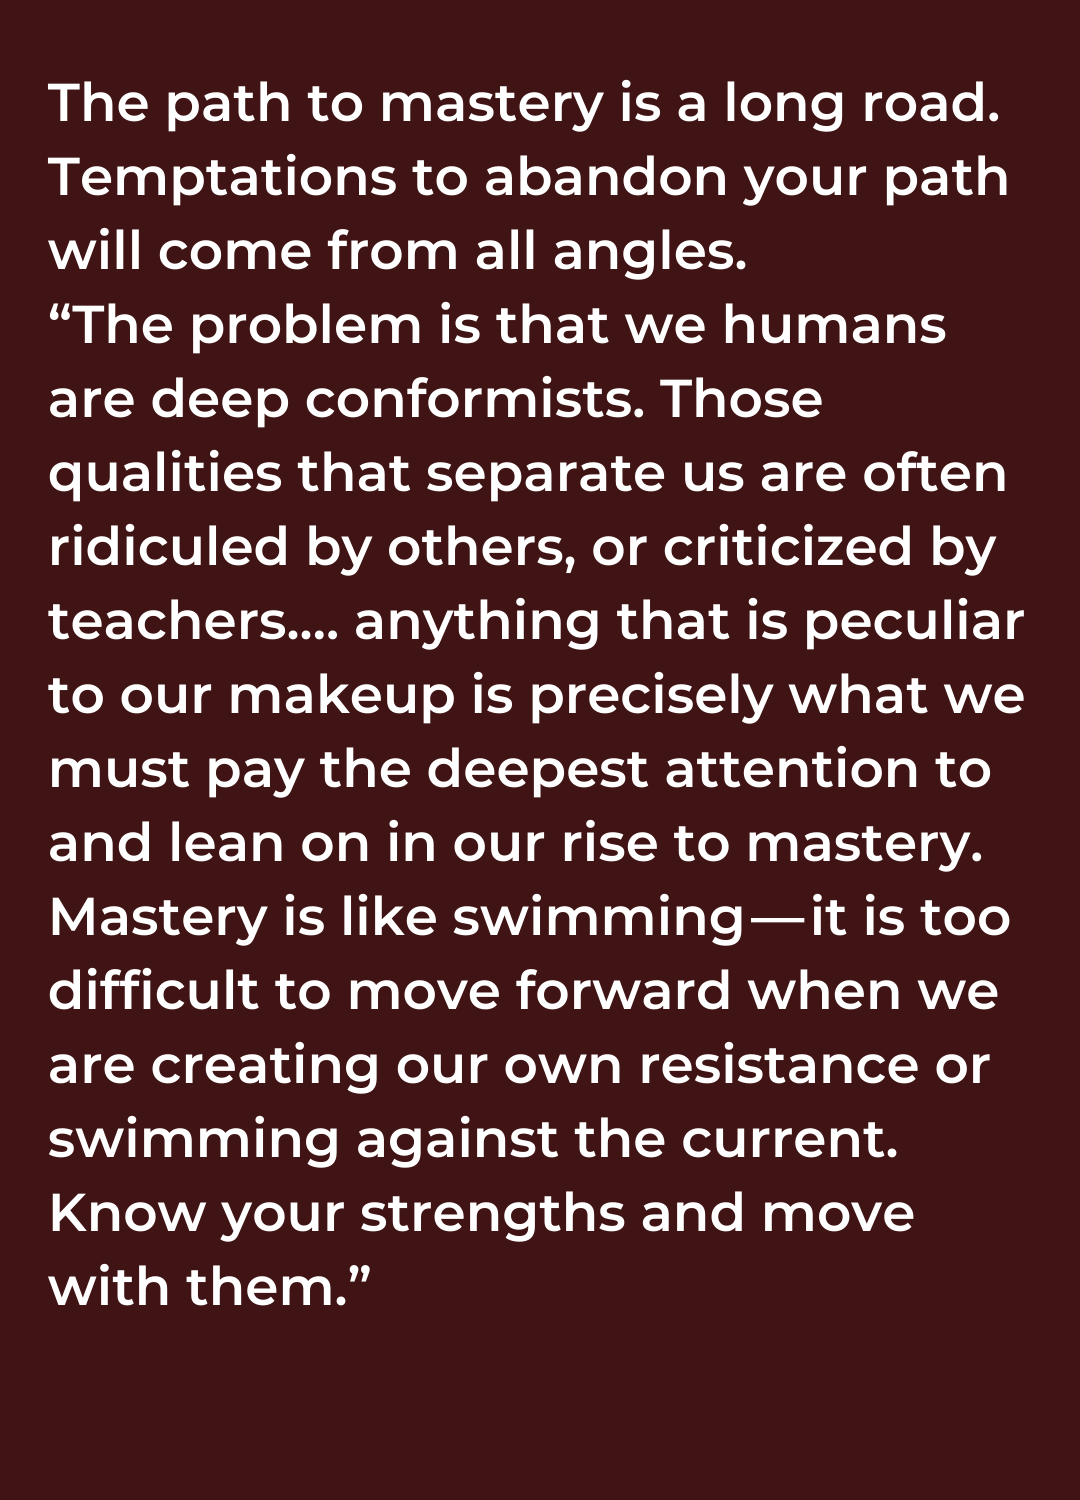 The path to mastery is a long road.
Temptations to abandon your path
will come from all angles.
“The problem is that we humans
are deep conformists. Those
qualities that separate us are often
ridiculed by others, or criticized by
teachers.... anything that is peculiar
to our makeup is precisely what we
must pay the deepest attention to
and lean on in our rise to mastery.
Mastery is like swimming—it is too
difficult to move forward when we
are creating our own resistance or
swimming against the current.
Know your strengths and move
with them.”